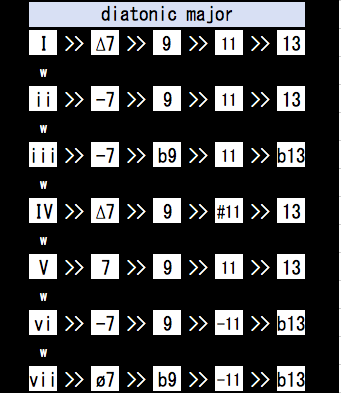 diatonic major
I >> Δ7 >> 9 >> 11 >> 13
w
ii >> -7 >> 9 >> 11 >> 13
w
iii >> -7 >> b9 >> 11 >> b13
w
IV >> Δ7 >> 9 >> #11 >> 13
w
V >> 7 >> 9 >> 11 >> 13
w
vi >> -7 >> 9 >> -11 >> b13
w
vii >> ø7 >> b9 >> -11 >> b13